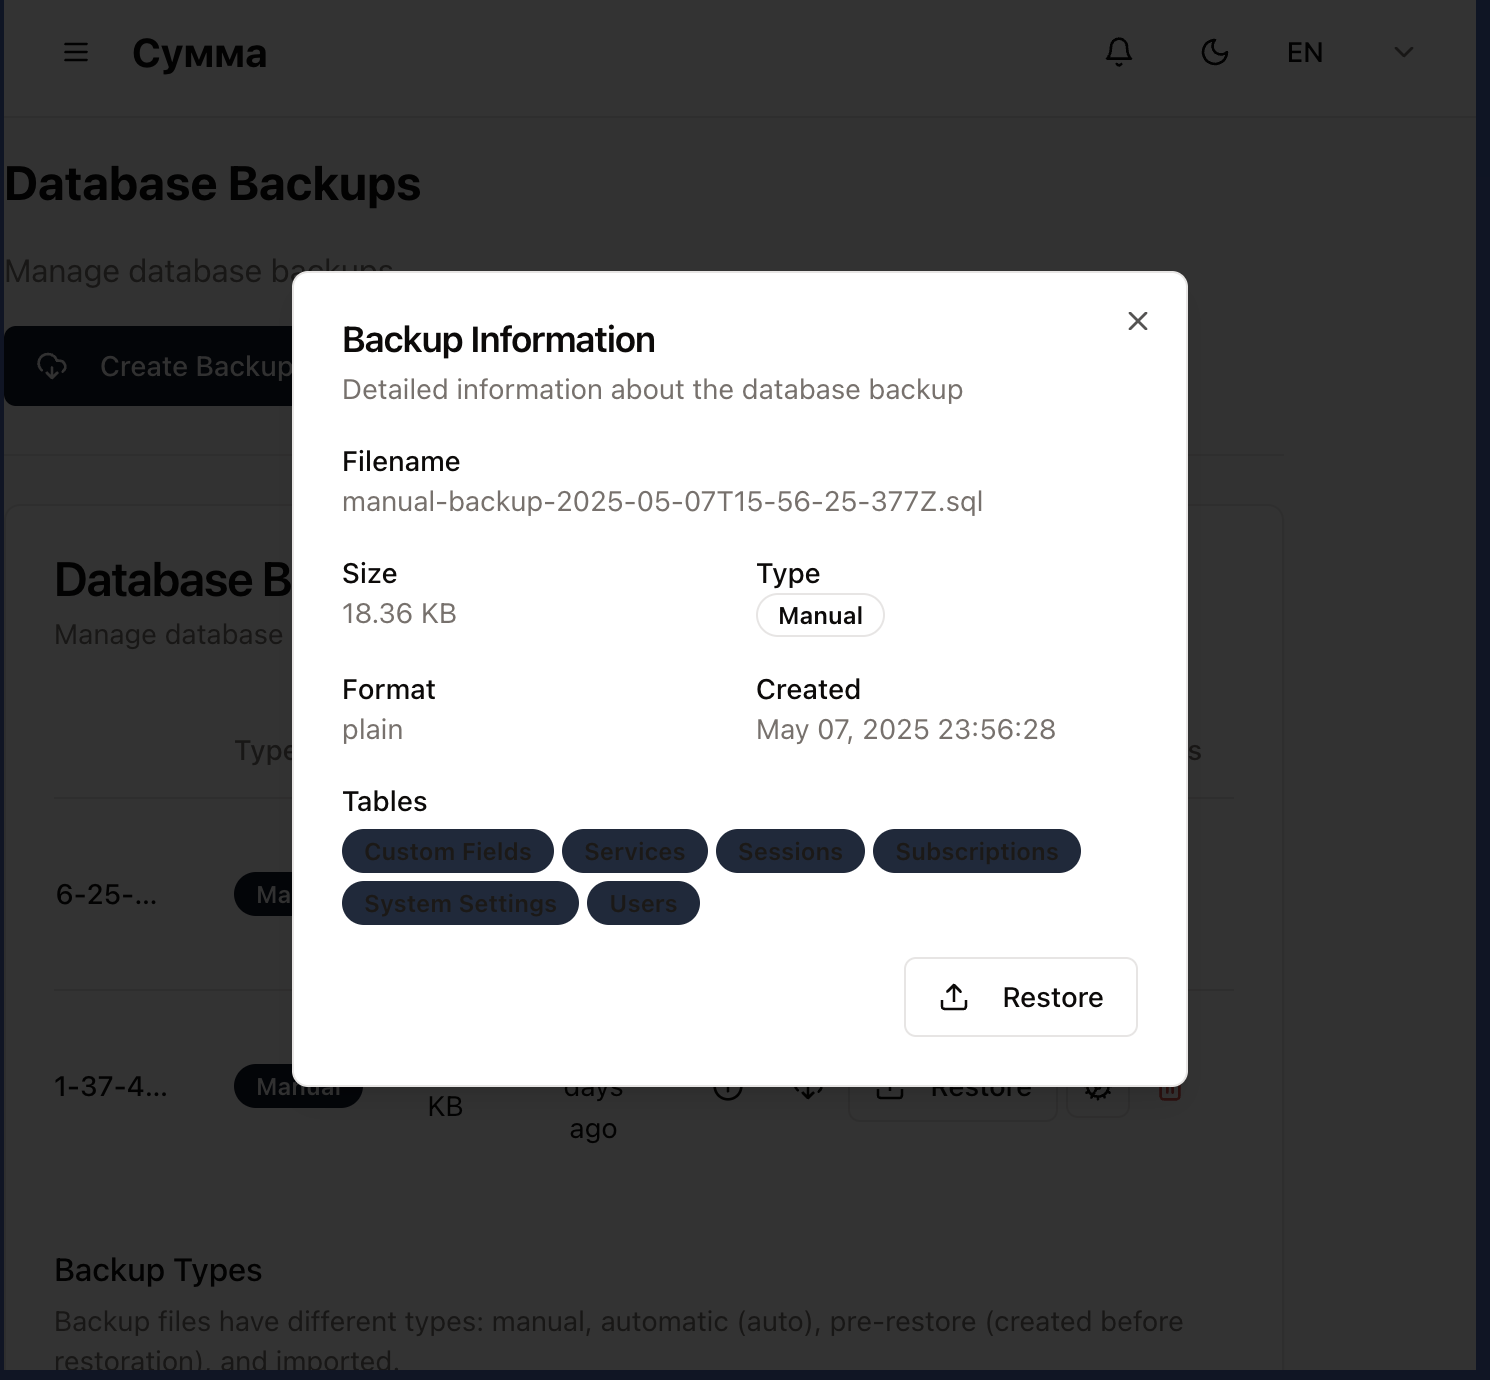 Сумма
EN
Database Backups
Manage database backups
Create Backup
Backup Information
Detailed information about the database backup
Filename
manual-backup-2025-05-07T15-56-25-377Z.sql
Size
Type
18.36 KB
Manual
Format
Created
plain
May 07, 2025 23:56:28
Tables
Custom Fields
Services
Sessions
Subscriptions
System Settings
Users
Restore
Database B
Manage database
Type
s
6-25-...
Ma
1-37-4...
Manual
KB
days
ago
Restore
Backup Types
Backup files have different types: manual, automatic (auto), pre-restore (created before
restoration), and imported.